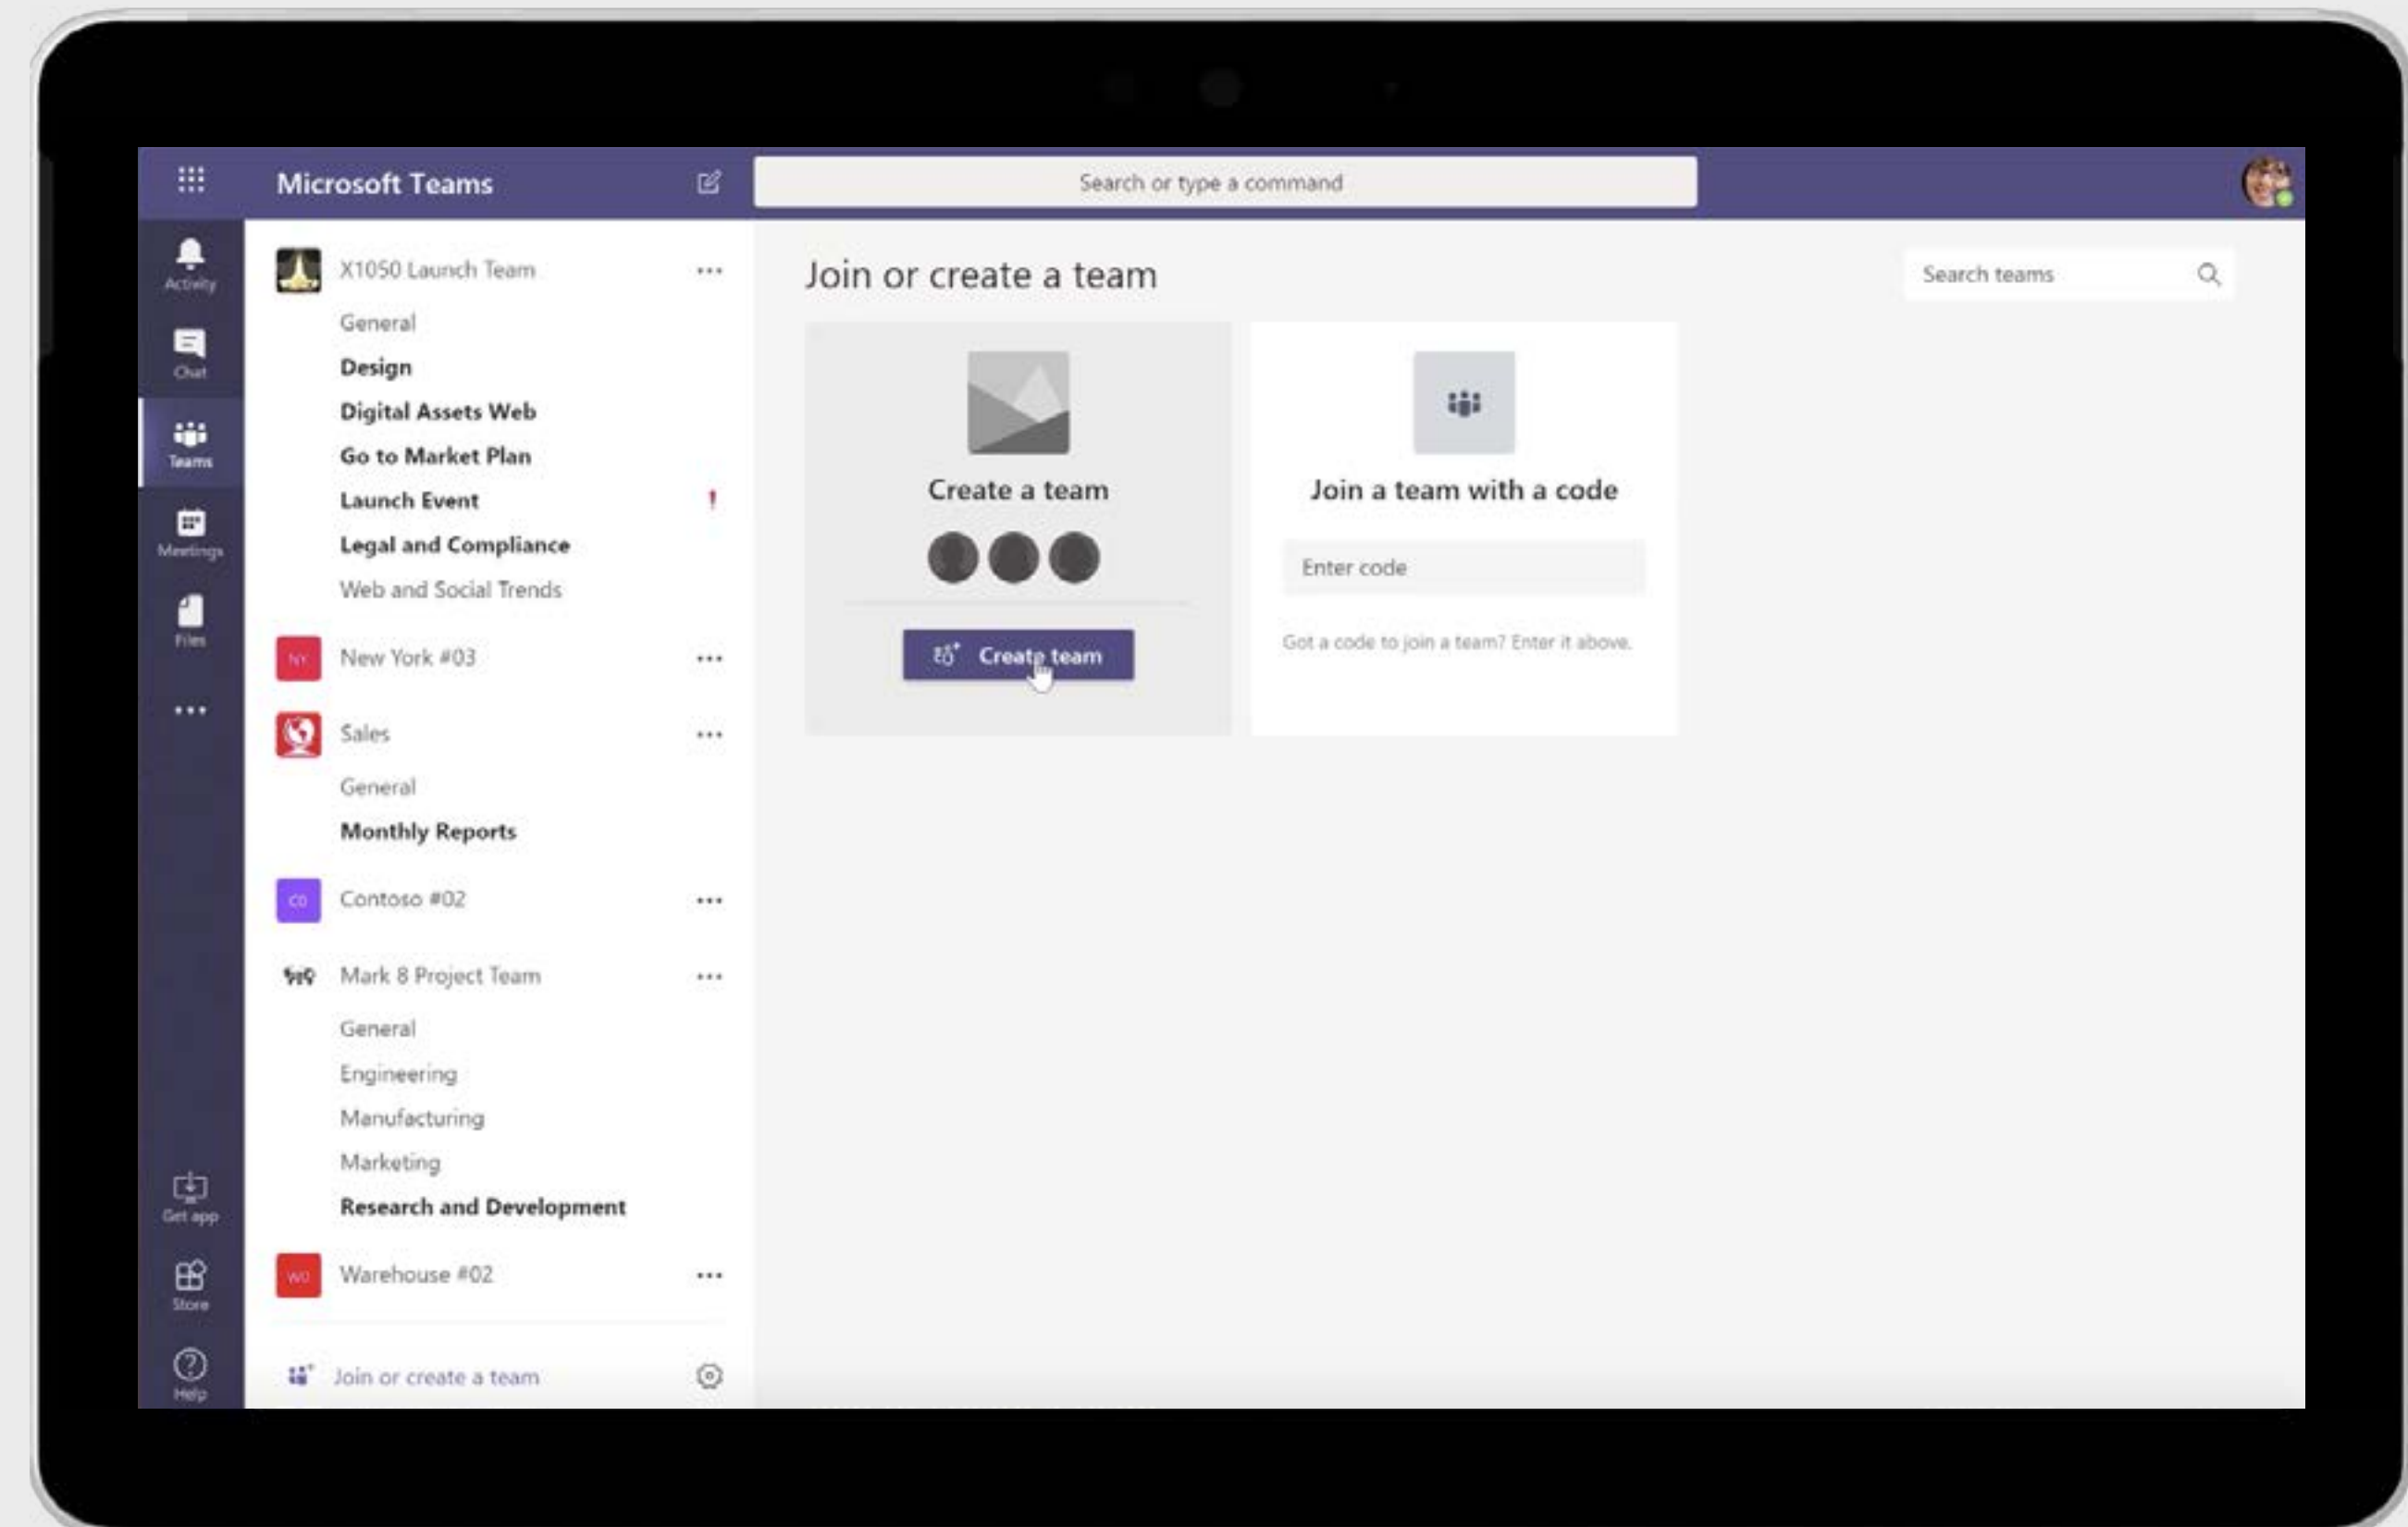 Microsoft Teams
Search or type a command
Activity
Chat
Teams
Meetings
Files
Get app
Store
Help
X1050 Launch Team
General
Design
Digital Assets Web
Go to Market Plan
Launch Event
Legal and Compliance
Web and Social Trends
NY
New York #03
Sales
General
Monthly Reports
C0
Contoso #02
Mark 8 Project Team
General
Engineering
Manufacturing
Marketing
Research and Development
W0
Warehouse #02
Join or create a team
Join or create a team
Search teams
Create a team
Create team
Join a team with a code
Enter code
Got a code to join a team? Enter it above.